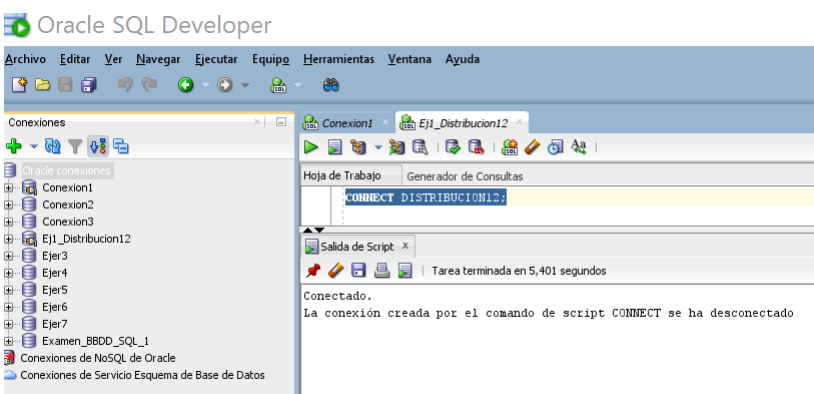 Oracle SQL Developer
Archivo Editar Ver Navegar Ejecutar Equipo Herramientas Ventana Ayuda
Conexiones
Oracle conexiones
Conexion1
Conexion2
Conexion3
Ej1_Distribucion12
Ejer3
Ejer4
Ejer5
Ejer6
Ejer7
Examen_BBDD_SQL_1
Conexiones de NoSQL de Oracle
Conexiones de Servicio Esquema de Base de Datos
Conexion1 Ej1_Distribucion12
Hoja de Trabajo Generador de Consultas
CONNECT DISTRIBUCION12;
Salida de Script
Tarea terminada en 5,401 segundos
Conectado.
La conexión creada por el comando de script CONNECT se ha desconectado